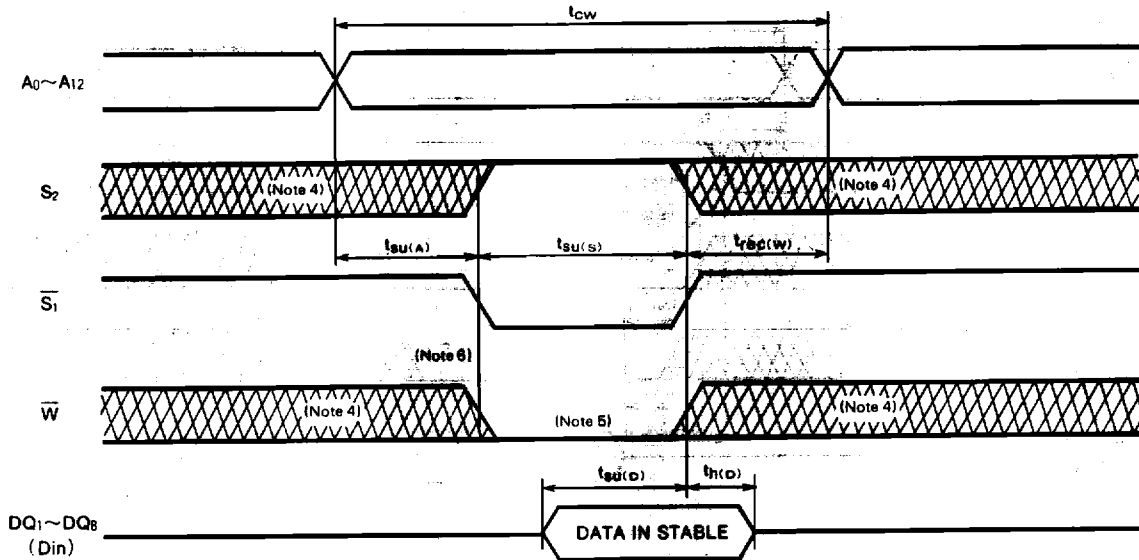 tCW
A0~A12
S2
(Note 4)
(Note 4)
tsu(A)
tsu(S)
trec(W)
S̅1̅
(Note 6)
W̅
(Note 4)
(Note 5)
(Note 4)
tsu(D)
th(D)
DQ1~DQ8
(Din)
DATA IN STABLE